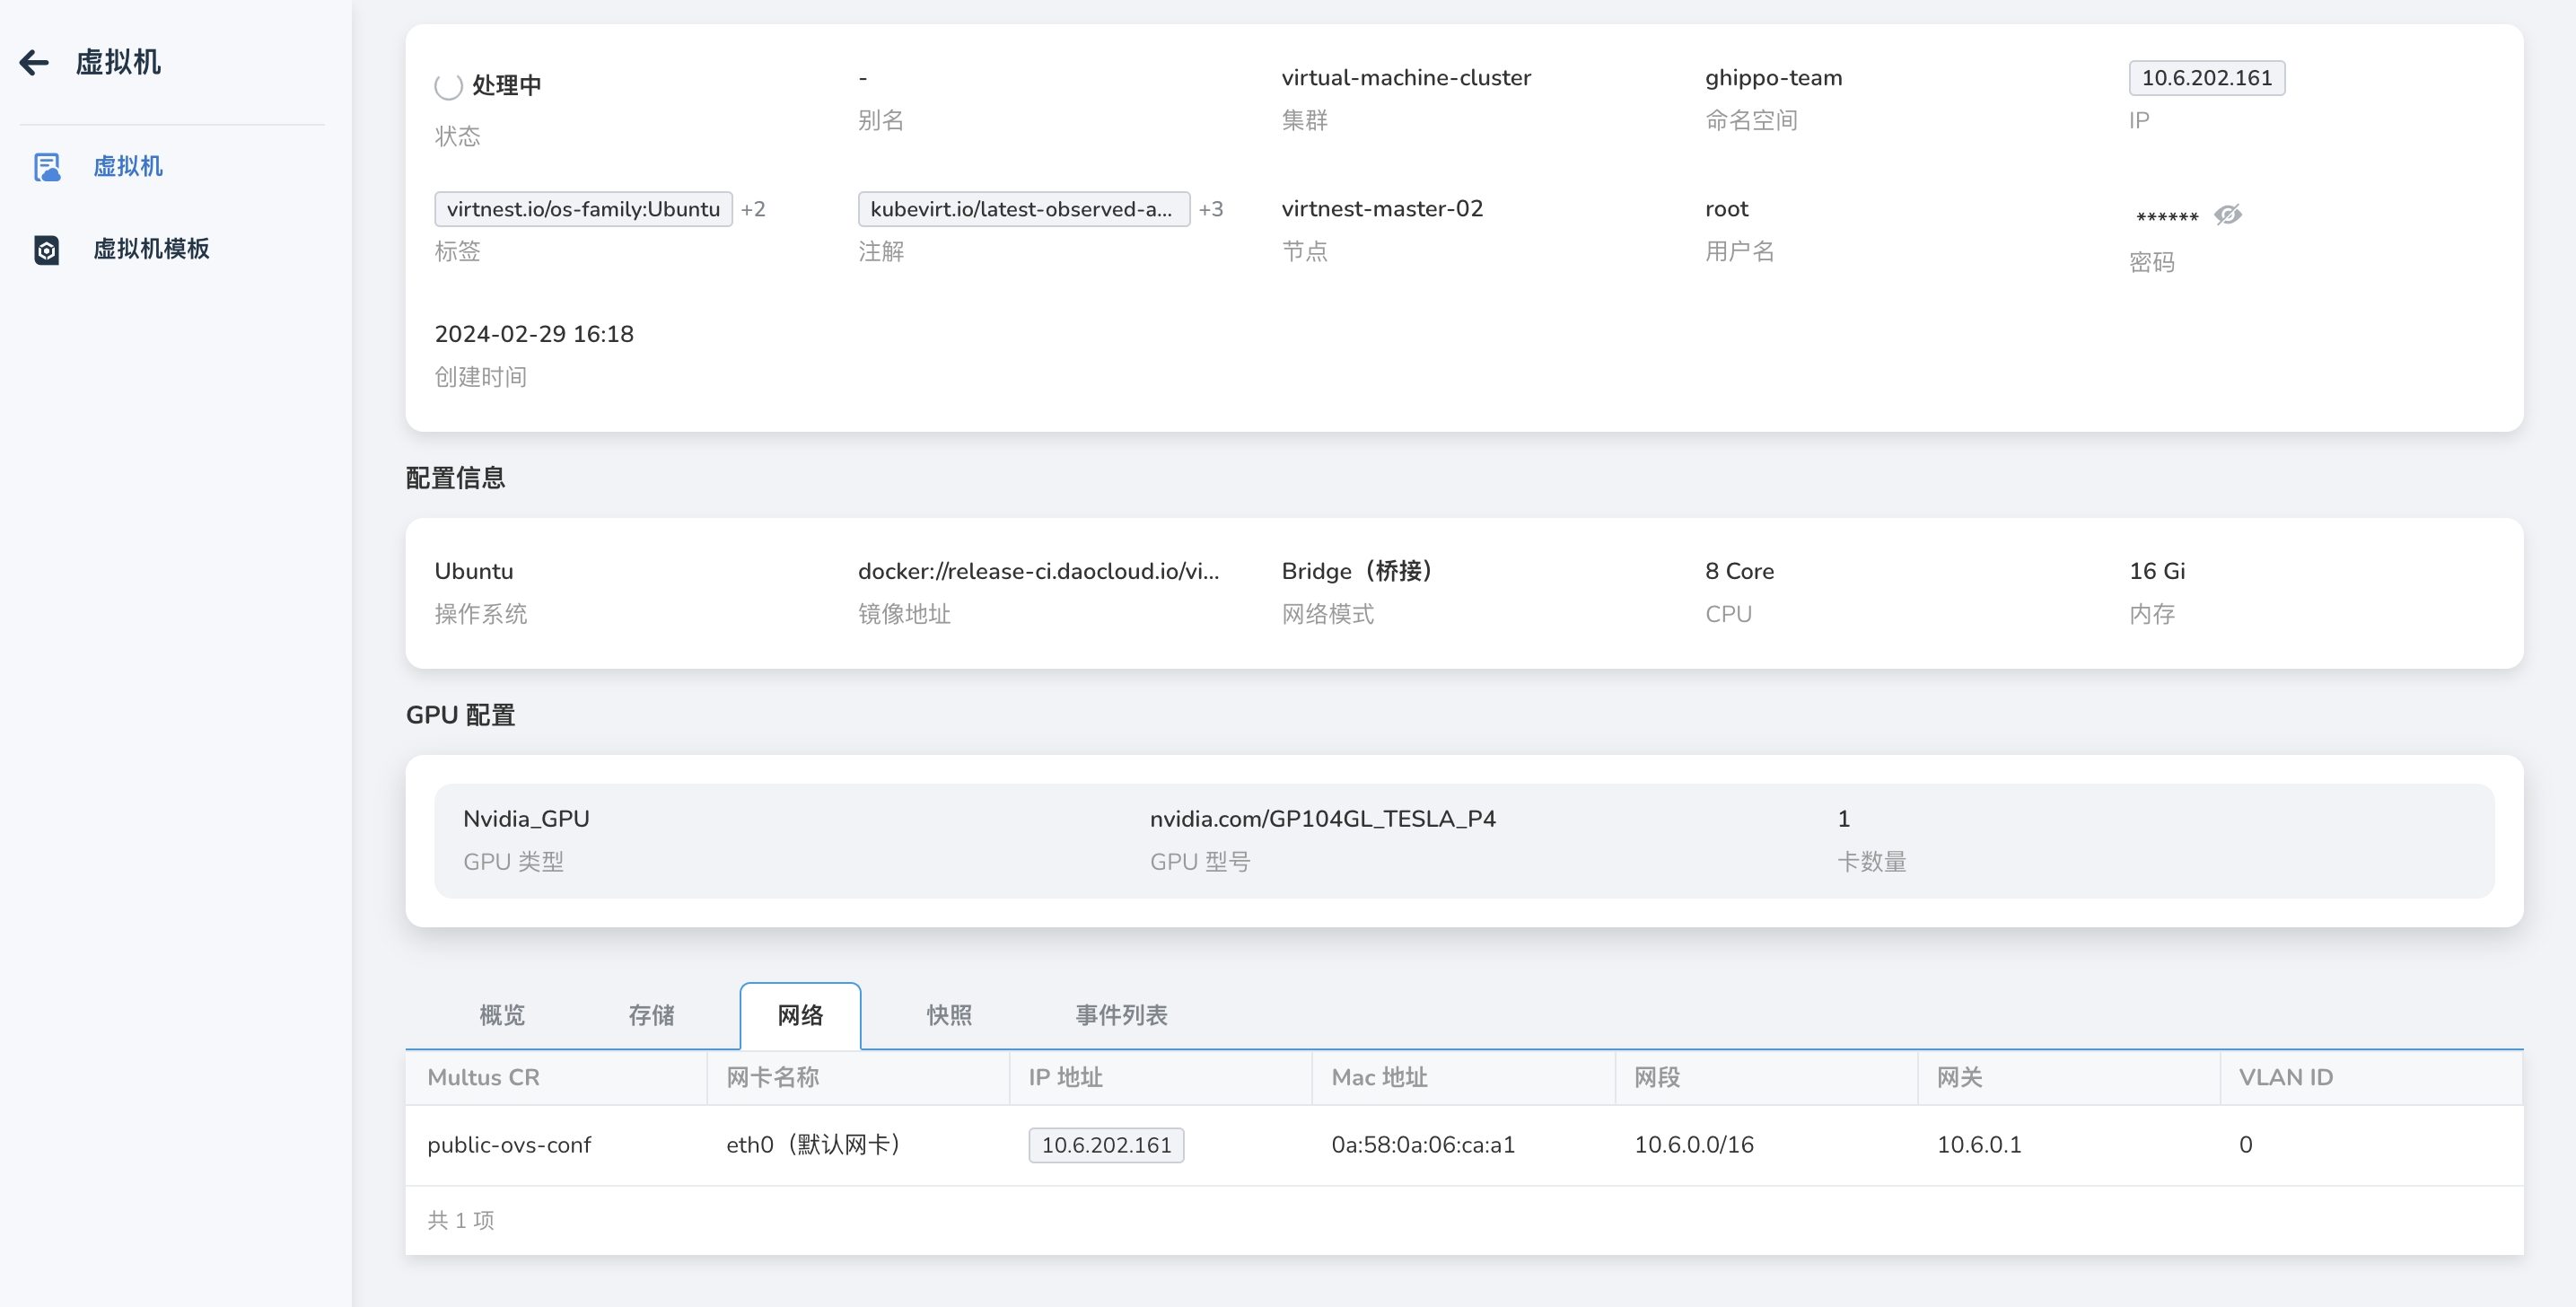 虚拟机
虚拟机
虚拟机模板
处理中
状态
-
别名
virtual-machine-cluster
集群
ghippo-team
命名空间
10.6.202.161
IP
virtnest.io/os-family:Ubuntu +2
标签
kubevirt.io/latest-observed-a... +3
注解
virtnest-master-02
节点
root
用户名
******
密码
2024-02-29 16:18
创建时间
配置信息
Ubuntu
操作系统
docker://release-ci.daocloud.io/vi...
镜像地址
Bridge（桥接）
网络模式
8 Core
CPU
16 Gi
内存
GPU 配置
Nvidia_GPU
GPU 类型
nvidia.com/GP104GL_TESLA_P4
GPU 型号
1
卡数量
概览 存储 网络 快照 事件列表
Multus CR 网卡名称 IP 地址 Mac 地址 网段 网关 VLAN ID
public-ovs-conf eth0（默认网卡） 10.6.202.161 0a:58:0a:06:ca:a1 10.6.0.0/16 10.6.0.1 0
共 1 项